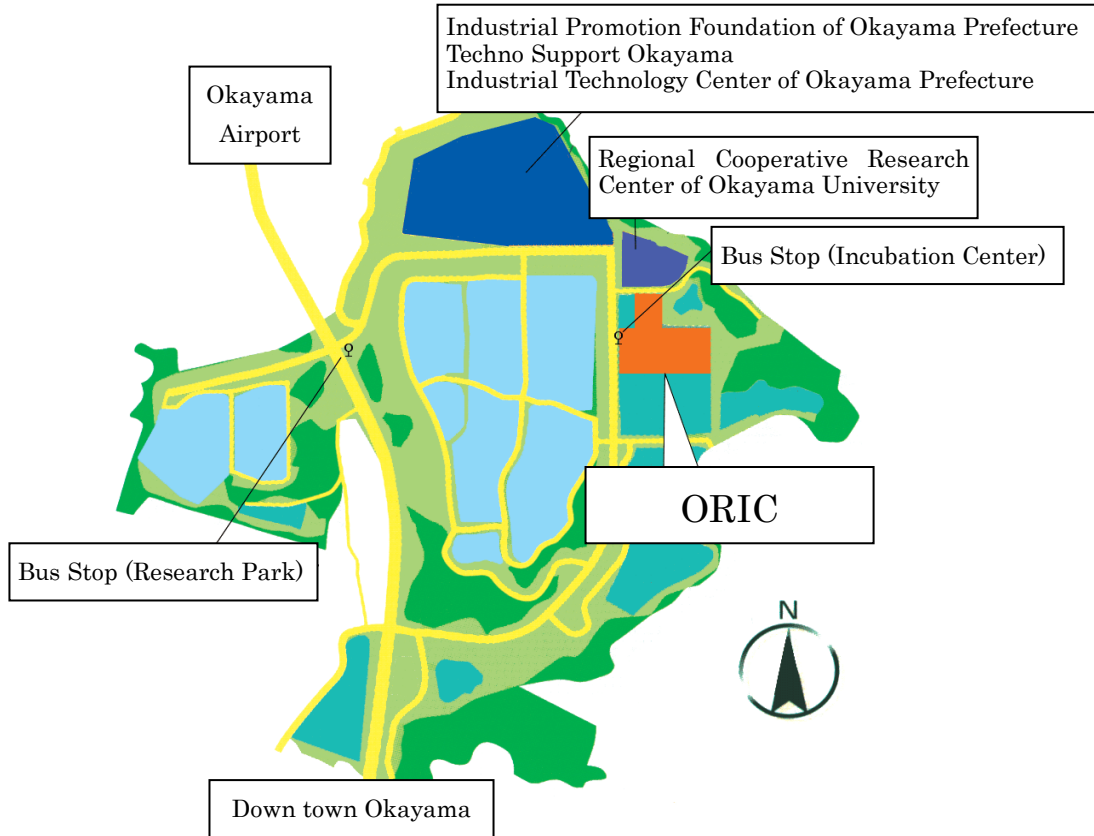 Industrial Promotion Foundation of Okayama Prefecture
Techno Support Okayama
Industrial Technology Center of Okayama Prefecture
Okayama
Airport
Regional Cooperative Research
Center of Okayama University
Bus Stop (Incubation Center)
ORIC
Bus Stop (Research Park)
N
Down town Okayama